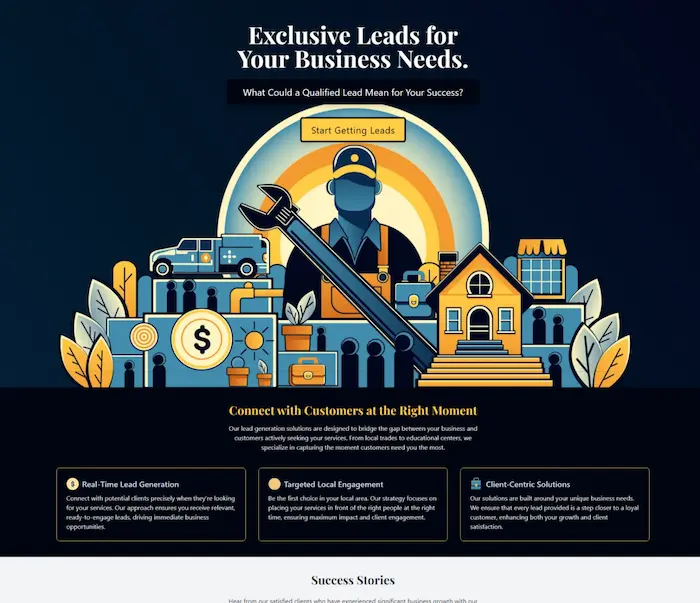 Exclusive Leads for
Your Business Needs.
What Could a Qualified Lead Mean for Your Success?
Start Getting Leads
$
Connect with Customers at the Right Moment
Our lead generation solutions are designed to bridge the gap between your business and
customers actively seeking your services. From local trades to educational centers, we
specialize in capturing the moment customers need you the most.
$ Real-Time Lead Generation
Connect with potential clients precisely when they're looking
for your services. Our approach ensures you receive relevant,
ready-to-engage leads, driving immediate business
opportunities.
Targeted Local Engagement
Be the first choice in your local area. Our strategy focuses on
placing your services in front of the right people at the right
time, ensuring maximum impact and client engagement.
Client-Centric Solutions
Our solutions are built around your unique business needs.
We ensure that every lead provided is a step closer to a loyal
customer, enhancing both your growth and client
satisfaction.
Success Stories
Hear from our satisfied clients who have experienced significant business growth with our